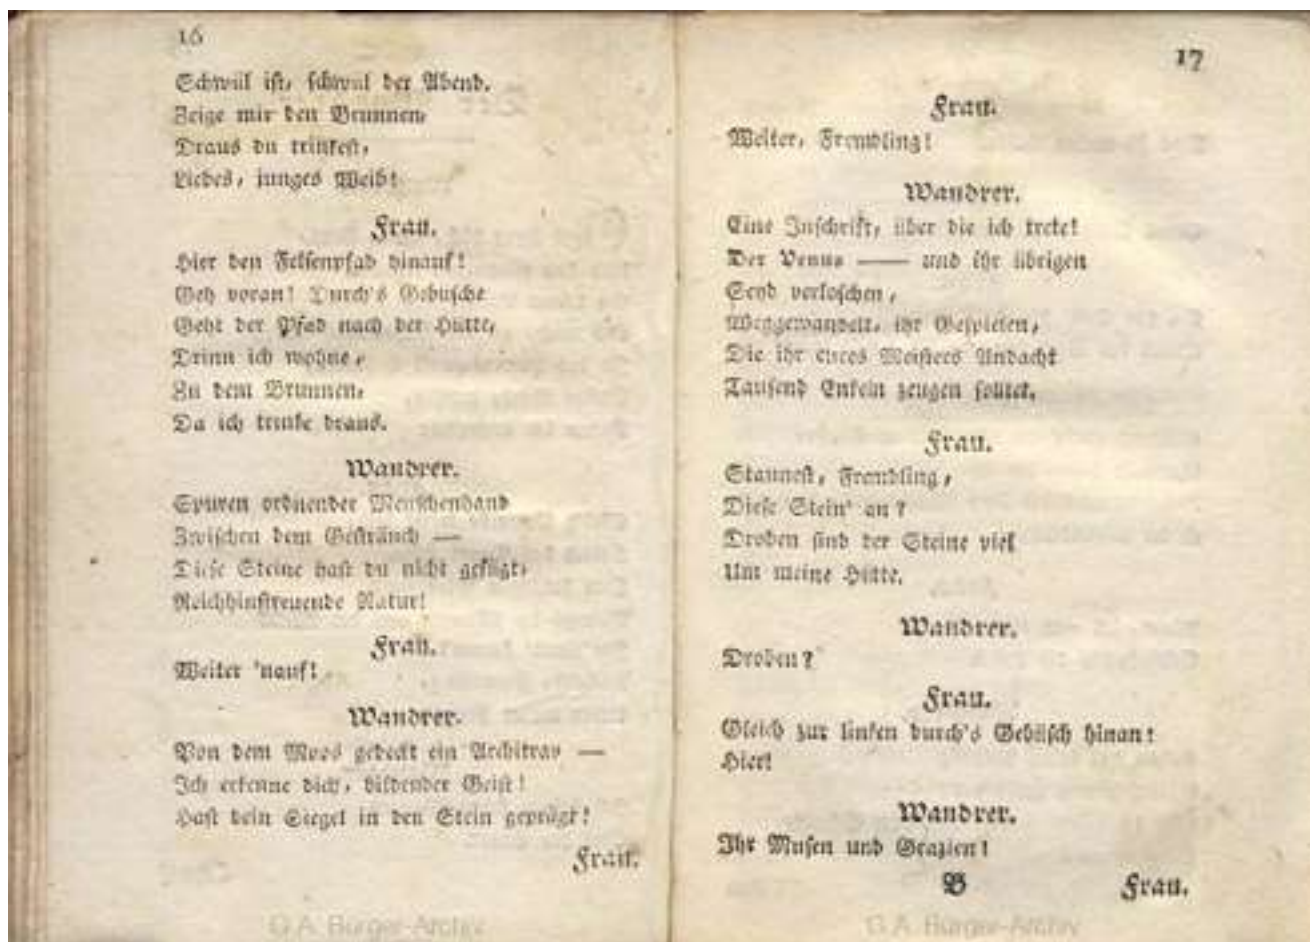 16
Schwül ist, schwül der Abend.
Zeige mir den Brunnen,
Draus du trinkest,
Liebes, junges Weib!
Frau.
Hier den Felsenpfad hinauf!
Geh voran! Durch's Gebüsche
Geht der Pfad nach der Hütte,
Drinn ich wohne,
Zu dem Brunnen,
Da ich trinke draus.
Wandrer.
Spuren ordnender Menschenhand
Zwischen dem Gesträuch —
Diese Steine hast du nicht gefügt,
Reichhinstreuende Natur!
Frau.
Weiter 'nauf!
Wandrer.
Von dem Moos gedeckt ein Architrav —
Ich erkenne dich, bildender Geist!
Hast dein Siegel in den Stein geprägt!
Frau.
G.A. Bürger-Archiv
17
Frau.
Weiter, Fremdling!
Wandrer.
Eine Inschrift, über die ich trete!
Der Venus —— und ihr übrigen
Seyd verloschen,
Weggewandelt, ihr Gespielen,
Die ihr eures Meisters Andacht
Tausend Enkeln zeugen solltet.
Frau.
Staunest, Fremdling,
Diese Stein' an?
Droben sind der Steine viel
Um meine Hütte.
Wandrer.
Droben?
Frau.
Gleich zur linken durch's Gebüsch hinan!
Hier!
Wandrer.
Ihr Musen und Grazien!
B Frau.
G.A. Bürger-Archiv